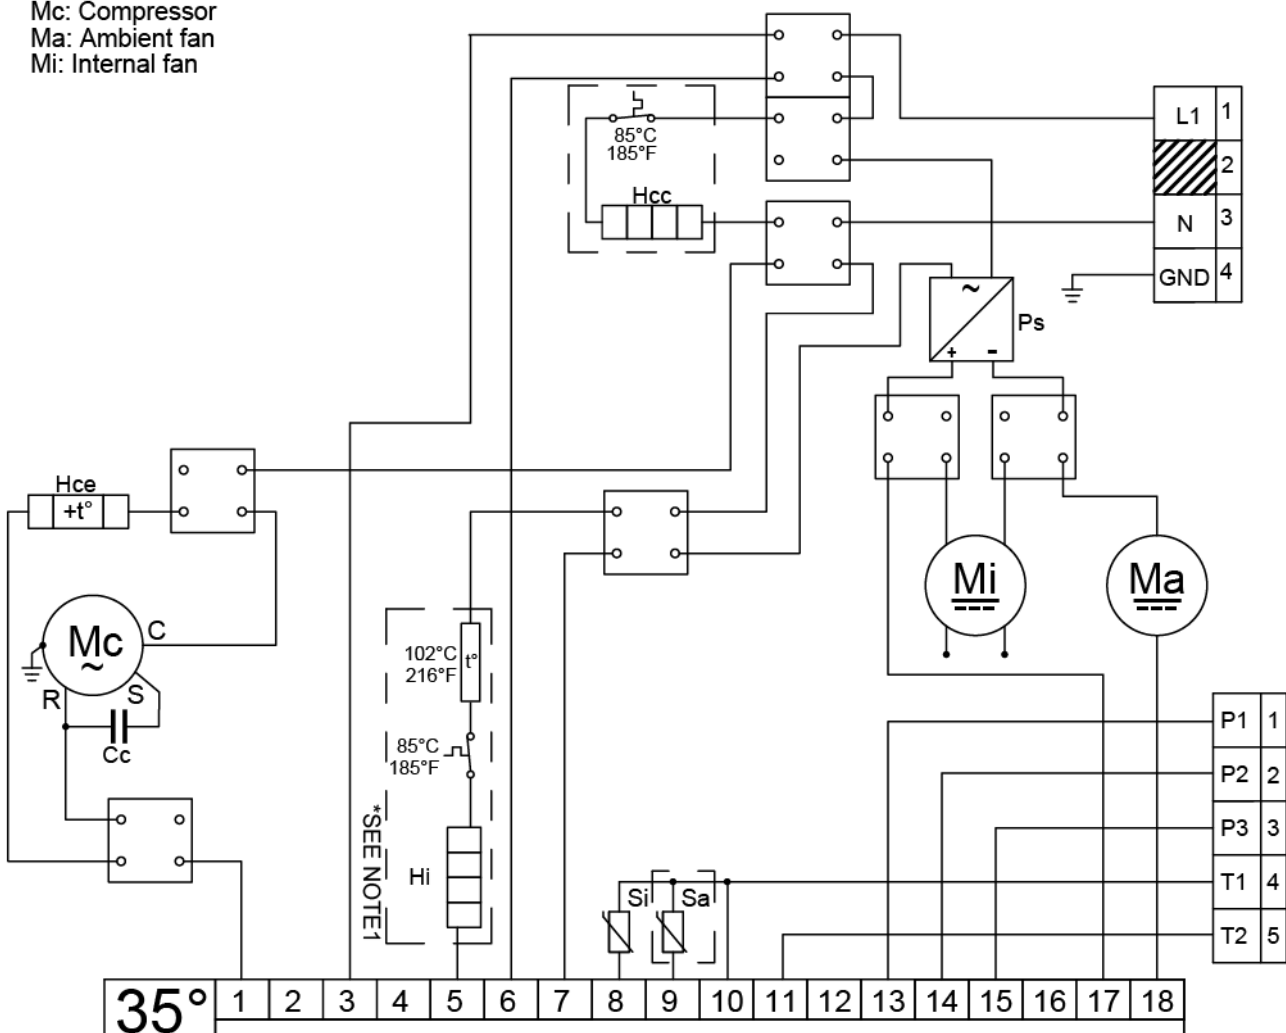 Mc: Compressor
Ma: Ambient fan
Mi: Internal fan
85°C
185°F
Hcc
L1 1
2
N 3
GND 4
~
Ps
+ -
Hce
+t°
Mc
~
C
R
S
Cc
102°C
216°F
t°
85°C
185°F
Hi
*SEE NOTE1
Mi
Ma
P1 1
P2 2
P3 3
T1 4
T2 5
Si
Sa
35° 1 2 3 4 5 6 7 8 9 10 11 12 13 14 15 16 17 18